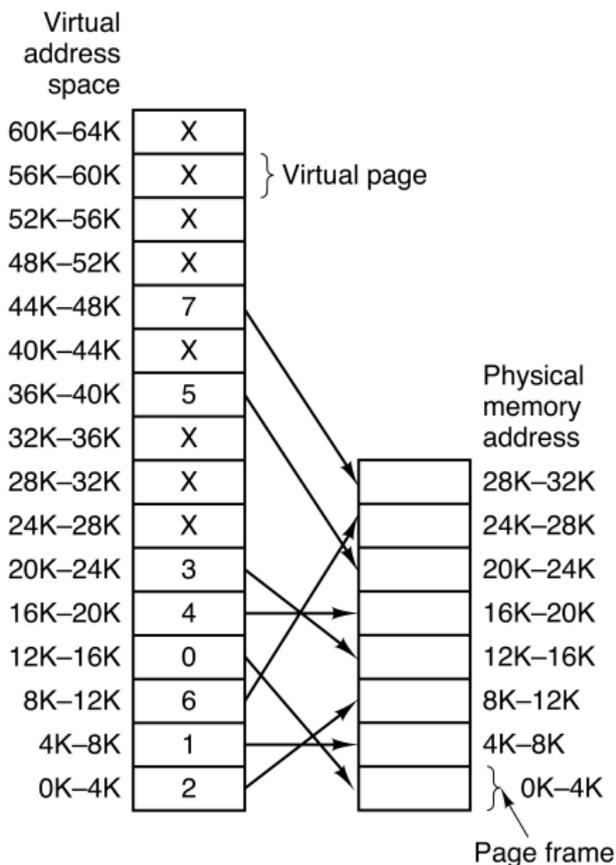 Virtual
address
space
60K–64K X
56K–60K X Virtual page
52K–56K X
48K–52K X
44K–48K 7
40K–44K X
36K–40K 5
32K–36K X
28K–32K X
24K–28K X
20K–24K 3
16K–20K 4
12K–16K 0
8K–12K 6
4K–8K 1
0K–4K 2
Physical
memory
address
28K–32K
24K–28K
20K–24K
16K–20K
12K–16K
8K–12K
4K–8K
0K–4K
Page frame